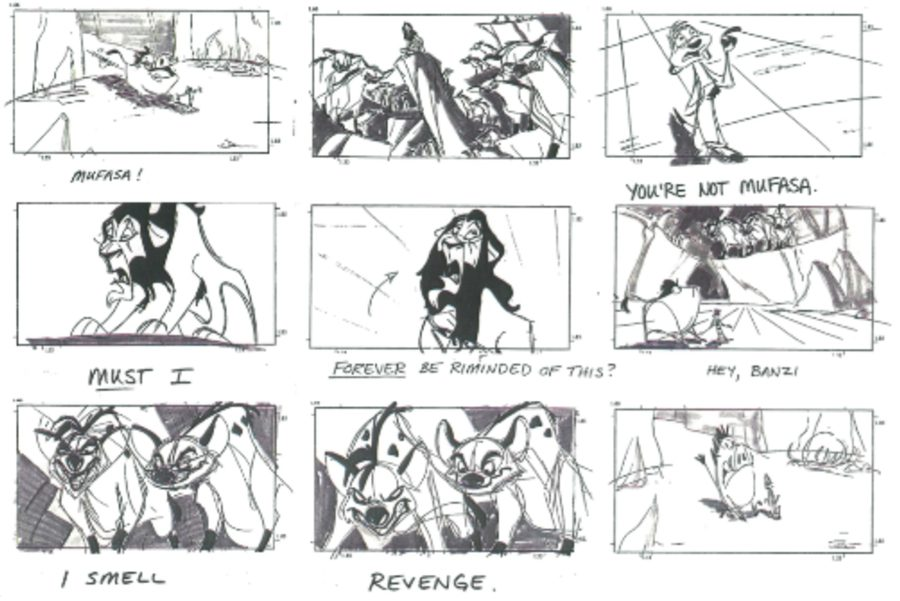 MUFASA!
YOU'RE NOT MUFASA.
MUST I
FOREVER BE RIMINDED OF THIS?
HEY, BANZI
I SMELL
REVENGE.